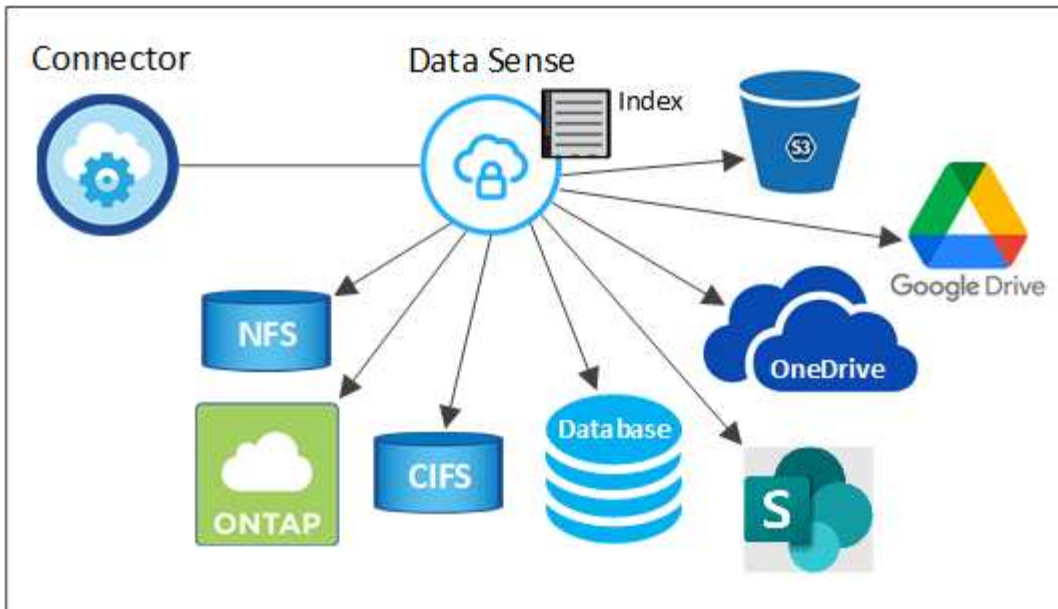 Connector
Data Sense
Index
S3
Google Drive
NFS
OneDrive
Database
ONTAP
CIFS
S